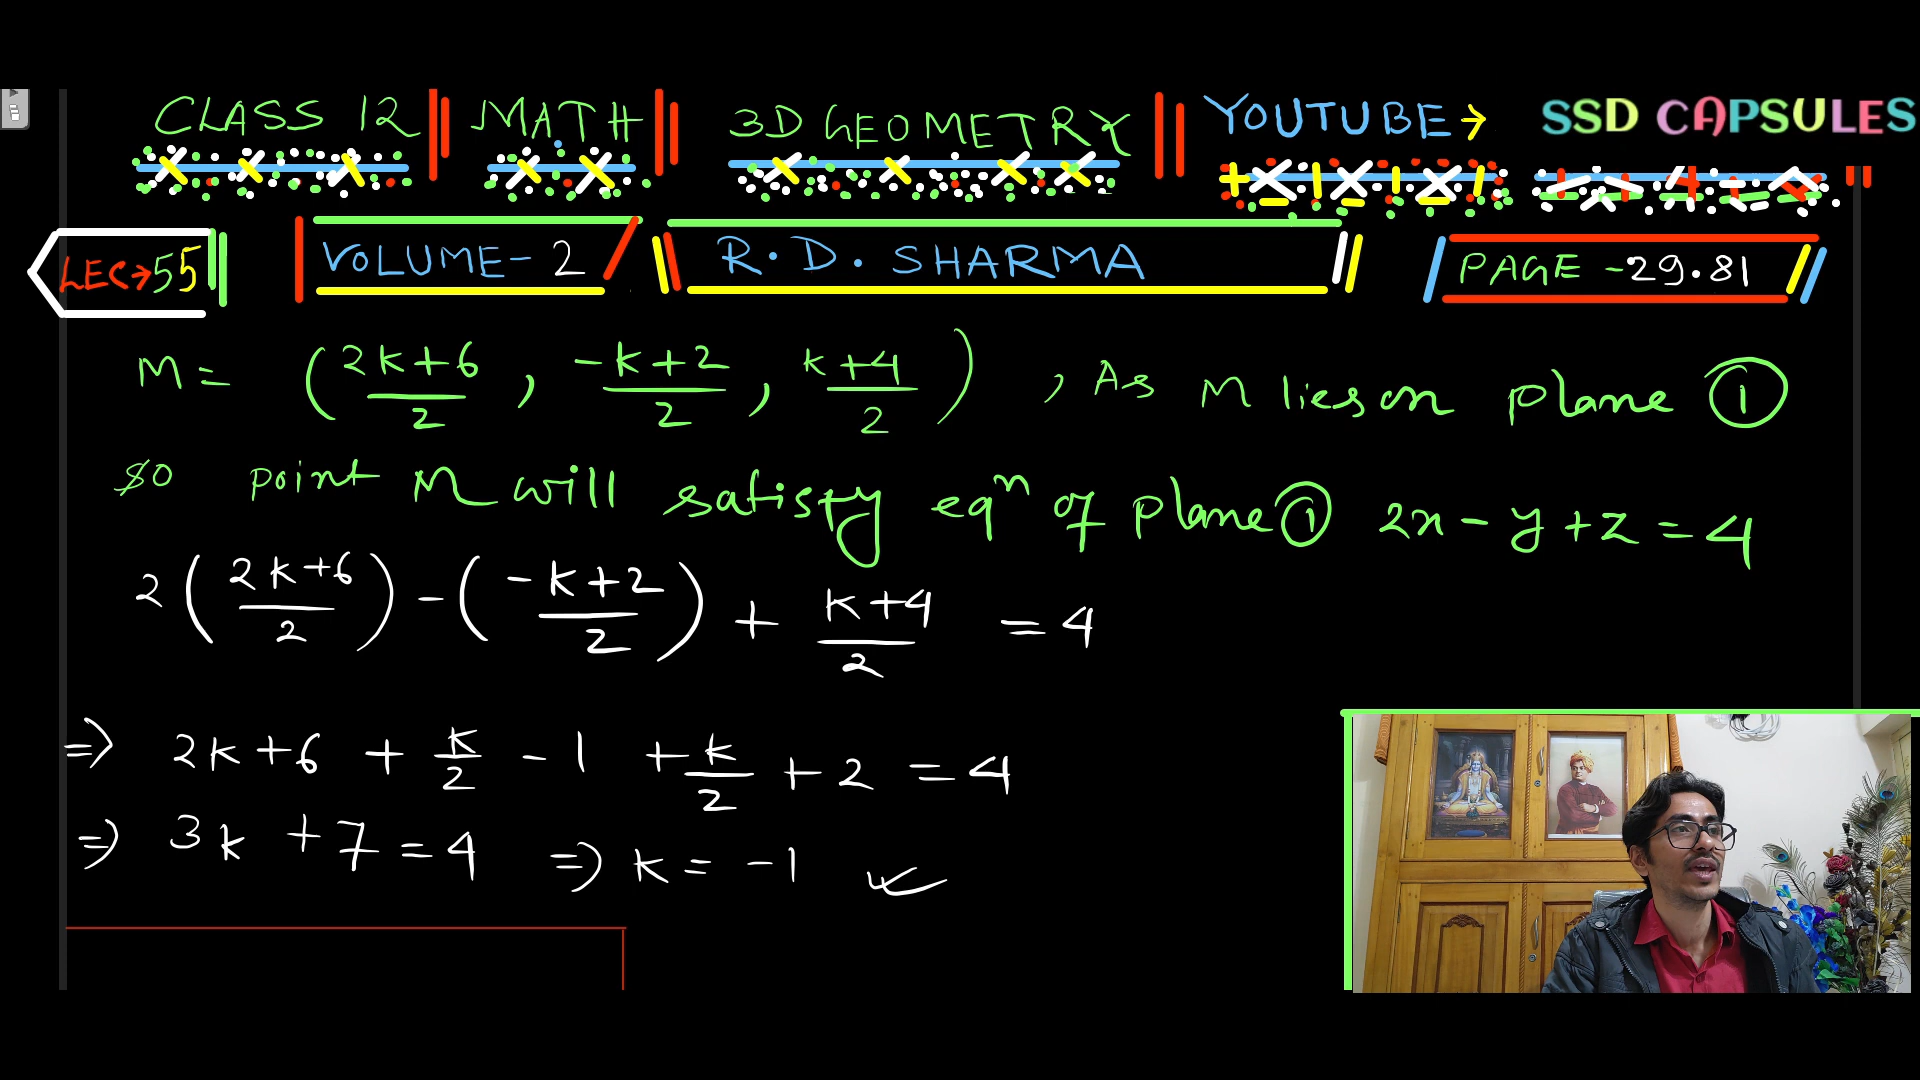 CLASS 12 MATH 3D GEOMETRY YOUTUBE → SSD CAPSULES
LEC→55 VOLUME-2 R.D. SHARMA PAGE -29.81
M = ( (2k+6)/2 , (-k+2)/2 , (k+4)/2 ) , As M lies on plane ①
so point M will satisfy eqⁿ of plane ① 2x - y + z = 4
2((2k+6)/2) - ((-k+2)/2) + (k+4)/2 = 4
⇒ 2k+6 + k/2 - 1 + k/2 + 2 = 4
⇒ 3k + 7 = 4 ⇒ k = -1 ✓